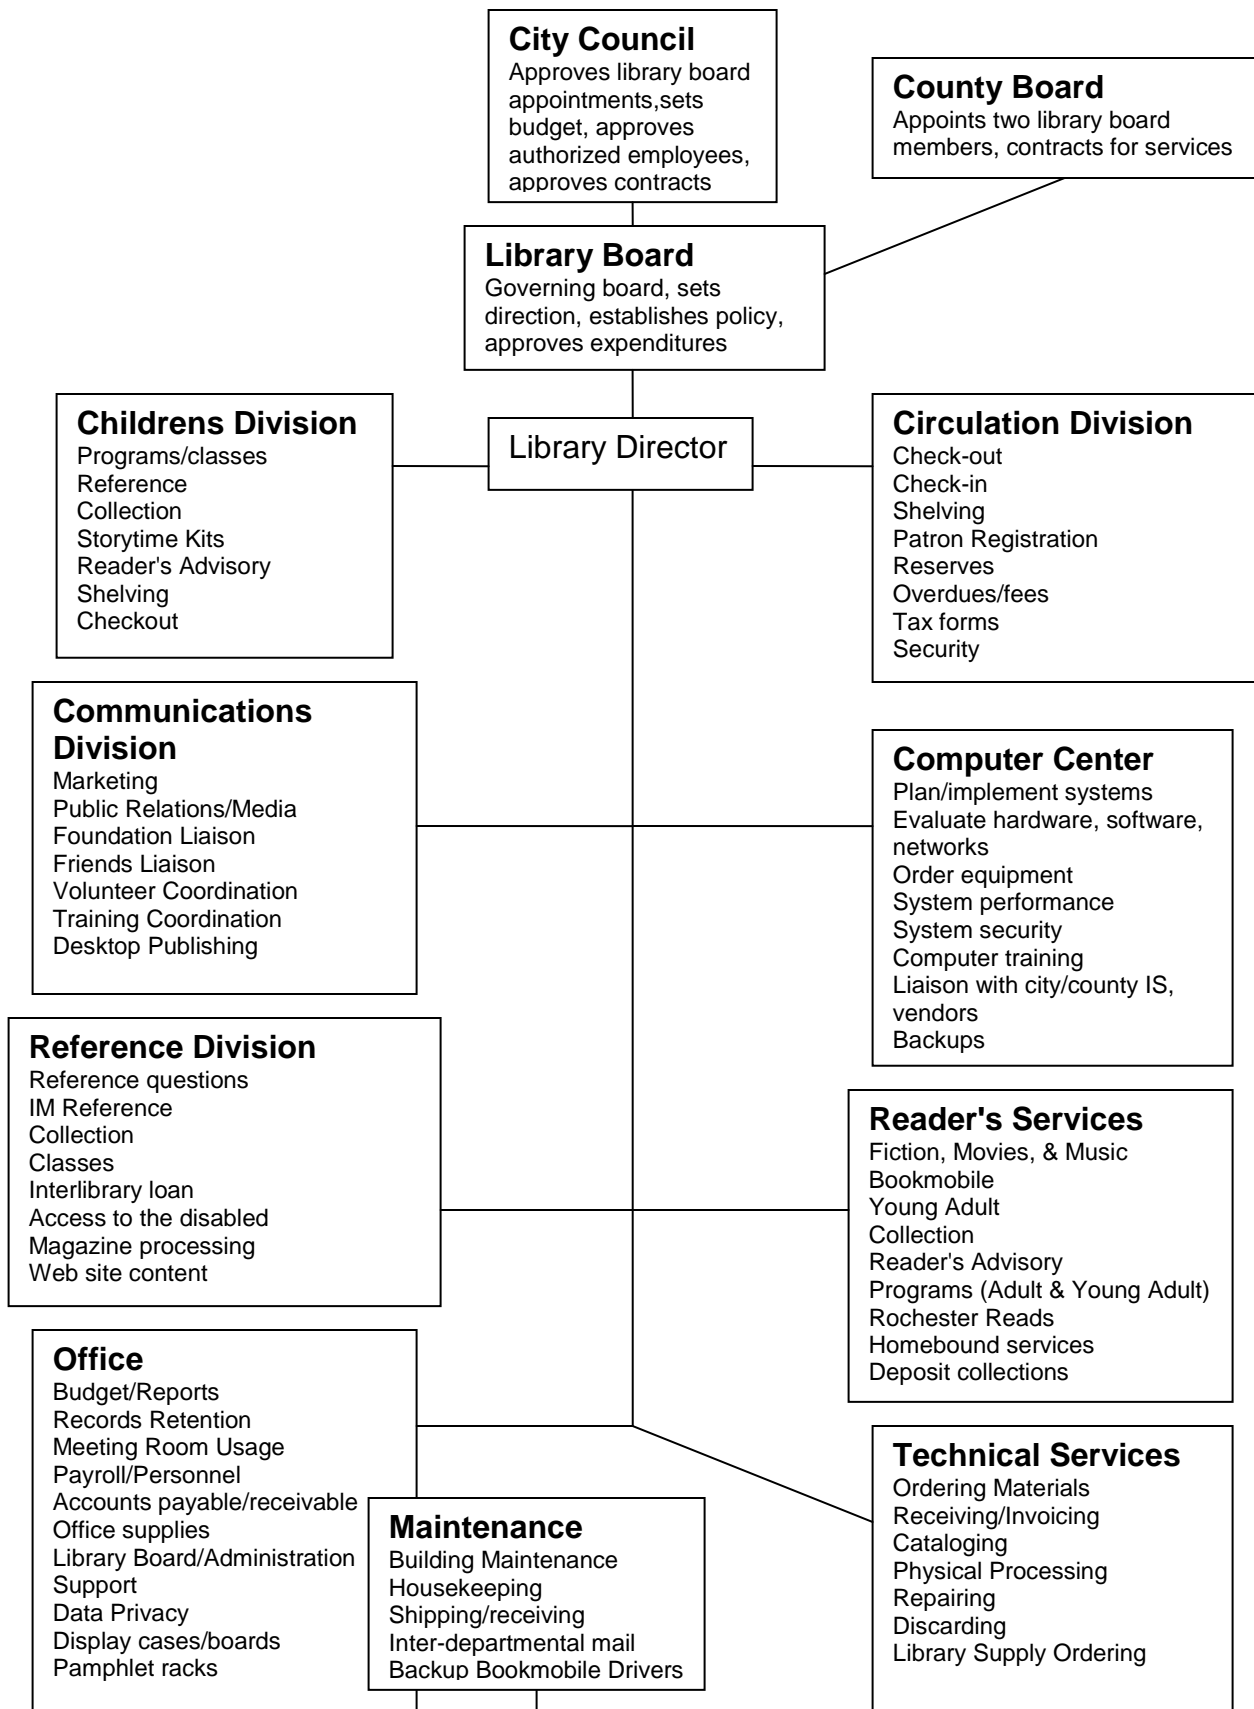 City Council
Approves library board
appointments,sets
budget, approves
authorized employees,
approves contracts
County Board
Appoints two library board
members, contracts for services
Library Board
Governing board, sets
direction, establishes policy,
approves expenditures
Library Director
Childrens Division
Programs/classes
Reference
Collection
Storytime Kits
Reader's Advisory
Shelving
Checkout
Circulation Division
Check-out
Check-in
Shelving
Patron Registration
Reserves
Overdues/fees
Tax forms
Security
Communications
Division
Marketing
Public Relations/Media
Foundation Liaison
Friends Liaison
Volunteer Coordination
Training Coordination
Desktop Publishing
Computer Center
Plan/implement systems
Evaluate hardware, software,
networks
Order equipment
System performance
System security
Computer training
Liaison with city/county IS,
vendors
Backups
Reference Division
Reference questions
IM Reference
Collection
Classes
Interlibrary loan
Access to the disabled
Magazine processing
Web site content
Reader's Services
Fiction, Movies, & Music
Bookmobile
Young Adult
Collection
Reader's Advisory
Programs (Adult & Young Adult)
Rochester Reads
Homebound services
Deposit collections
Office
Budget/Reports
Records Retention
Meeting Room Usage
Payroll/Personnel
Accounts payable/receivable
Office supplies
Library Board/Administration
Support
Data Privacy
Display cases/boards
Pamphlet racks
Maintenance
Building Maintenance
Housekeeping
Shipping/receiving
Inter-departmental mail
Backup Bookmobile Drivers
Technical Services
Ordering Materials
Receiving/Invoicing
Cataloging
Physical Processing
Repairing
Discarding
Library Supply Ordering